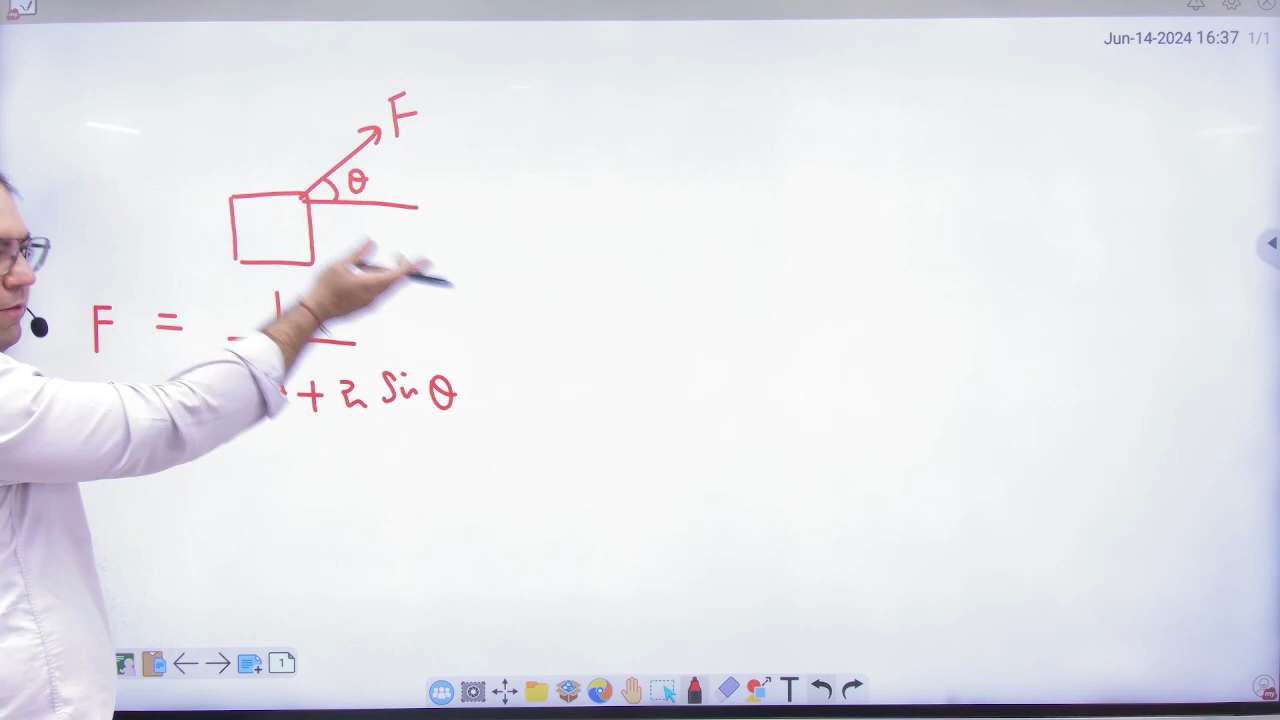 Jun-14-2024 16:37 1/1
F
θ
F =
+ 2 Sin θ
1
T